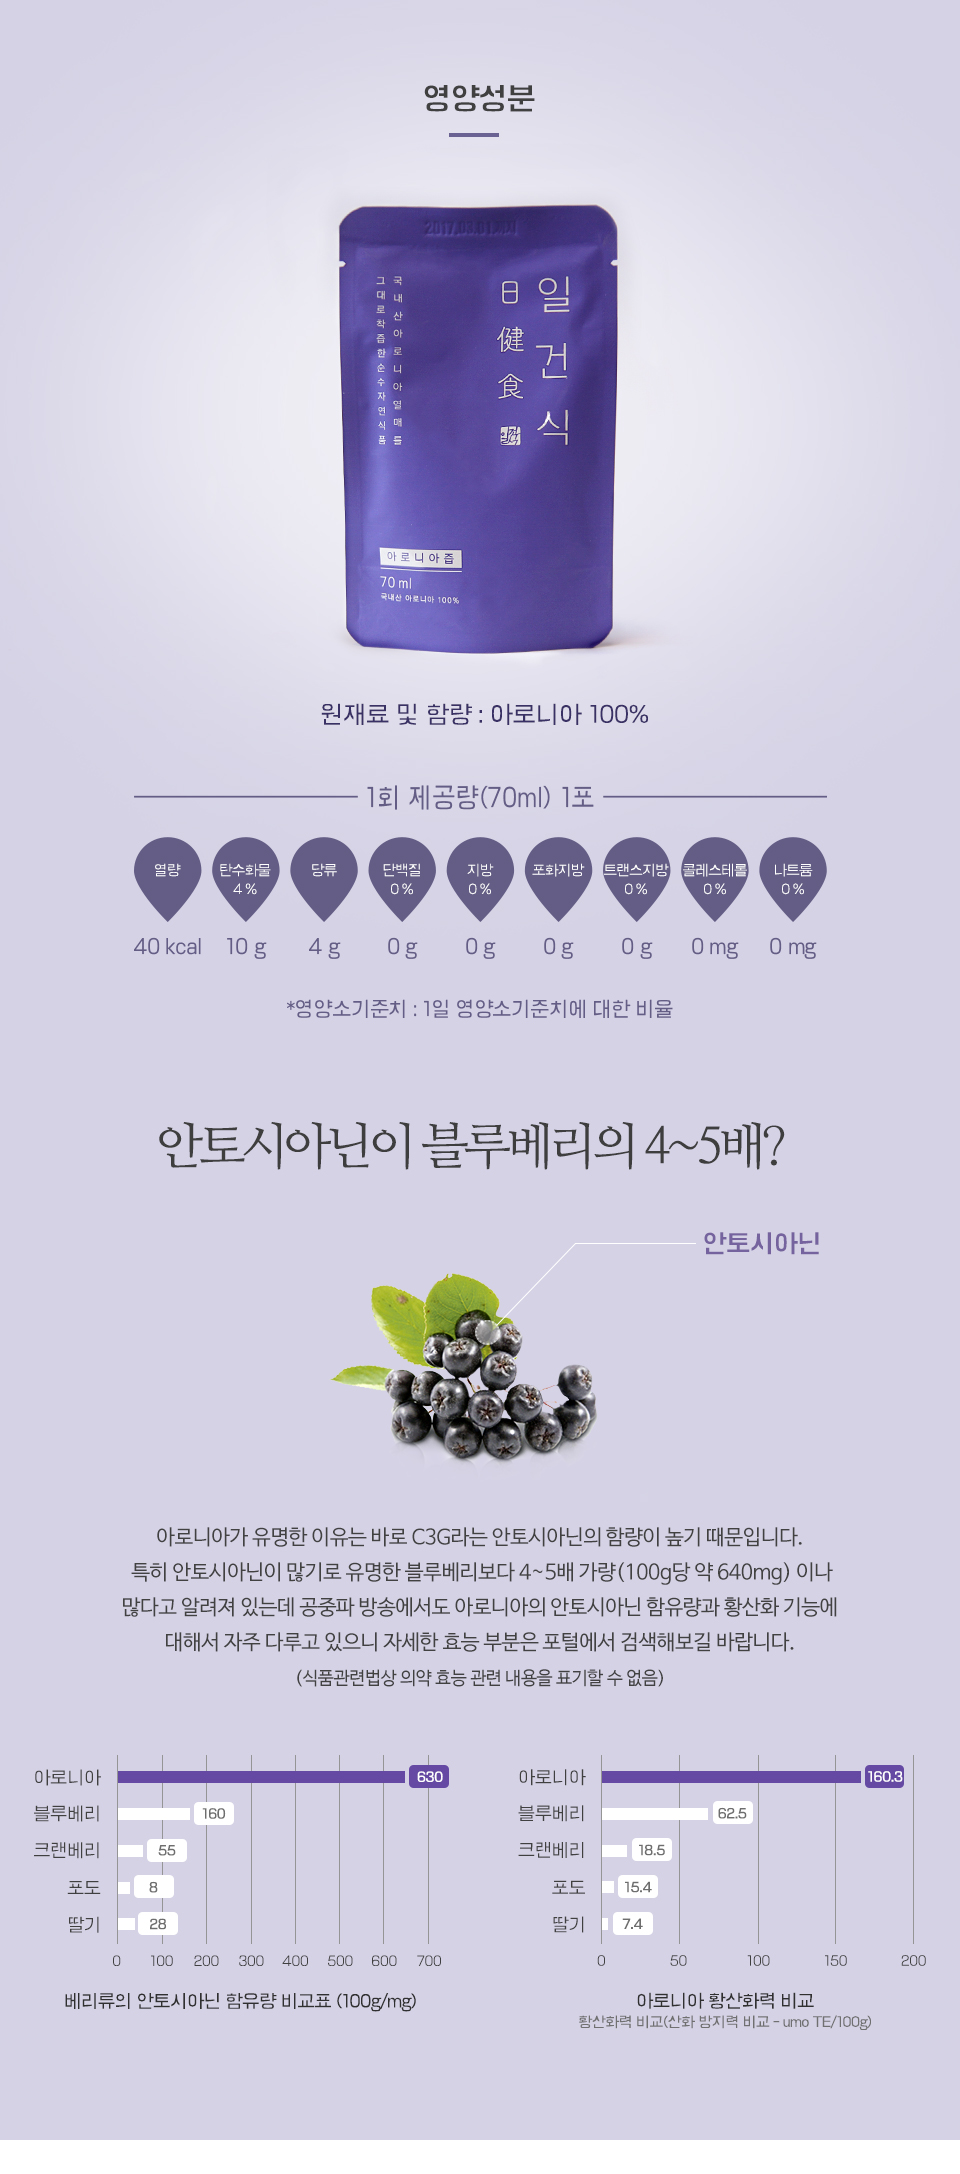 영양성분
국내산아로니아열매를
그대로착즙한순수자연식품
일건식
日健食
아로니아즙
70 ml
국내산 아로니아 100%
원재료 및 함량 : 아로니아 100%
1회 제공량(70ml) 1포
열량 탄수화물 당류 단백질 지방 포화지방 트랜스지방 콜레스테롤 나트륨
4 % 0 % 0 % 0 % 0 % 0 %
40 kcal 10 g 4 g 0 g 0 g 0 g 0 g 0 mg 0 mg
*영양소기준치 : 1일 영양소기준치에 대한 비율
안토시아닌이 블루베리의 4~5배?
안토시아닌
아로니아가 유명한 이유는 바로 C3G라는 안토시아닌의 함량이 높기 때문입니다.
특히 안토시아닌이 많기로 유명한 블루베리보다 4~5배 가량(100g당 약 640mg) 이나
많다고 알려져 있는데 공중파 방송에서도 아로니아의 안토시아닌 함유량과 황산화 기능에
대해서 자주 다루고 있으니 자세한 효능 부분은 포털에서 검색해보길 바랍니다.
(식품관련법상 의약 효능 관련 내용을 표기할 수 없음)
아로니아 630
블루베리 160
크랜베리 55
포도 8
딸기 28
0 100 200 300 400 500 600 700
베리류의 안토시아닌 함유량 비교표 (100g/mg)
아로니아 160.3
블루베리 62.5
크랜베리 18.5
포도 15.4
딸기 7.4
0 50 100 150 200
아로니아 황산화력 비교
황산화력 비교(산화 방지력 비교 - umo TE/100g)